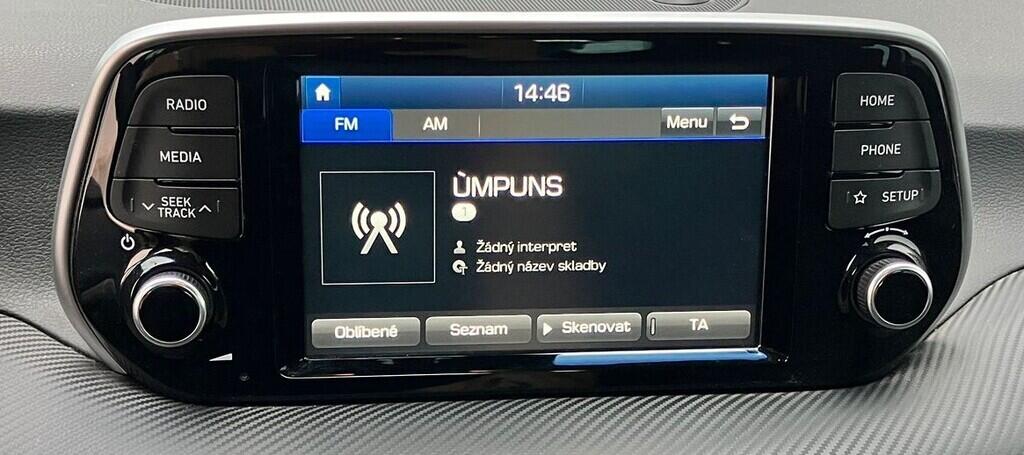 14:46
RADIO
FM AM Menu
HOME
MEDIA
PHONE
SEEK
TRACK
ÙMPUNS
1
SETUP
Žádný interpret
Žádný název skladby
Oblíbené Seznam Skenovat TA